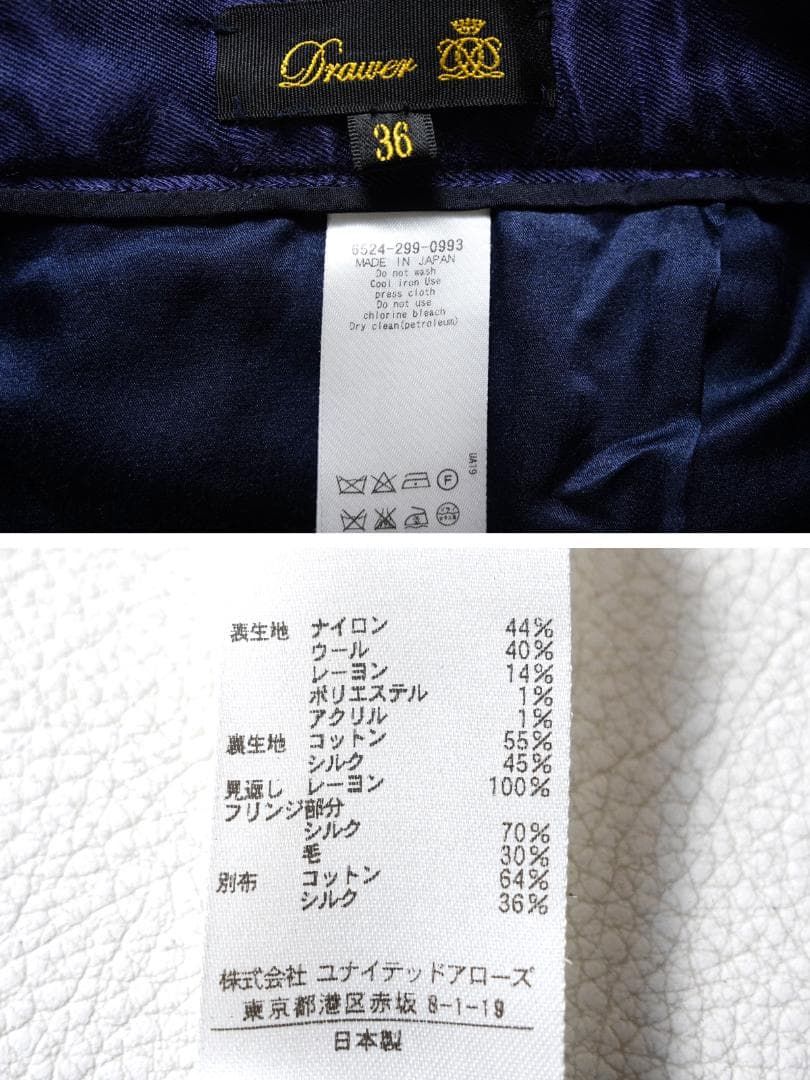 Drawer
36
6524-299-0993
MADE IN JAPAN
Do not wash
Cool iron Use
press cloth
Do not use
chlorine bleach
Dry clean(petroleum)
UA19
F
表生地 ナイロン 44%
ウール 40%
レーヨン 14%
ポリエステル 1%
アクリル 1%
裏生地 コットン 55%
シルク 45%
見返し レーヨン 100%
フリンジ部分
シルク 70%
毛 30%
別布 コットン 64%
シルク 36%
株式会社 ユナイテッドアローズ
東京都港区赤坂 8-1-19
日本製